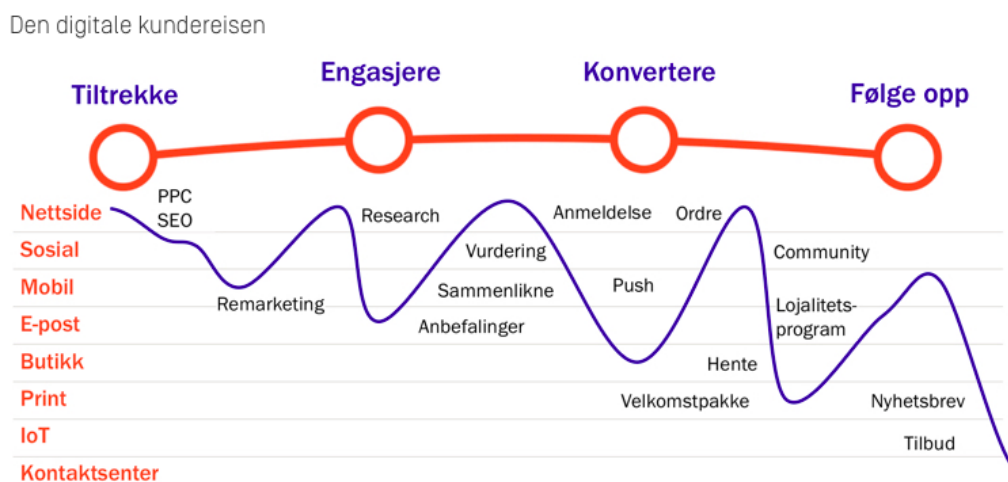 Den digitale kundereisen
Tiltrekke
Engasjere
Konvertere
Følge opp
Nettside
Sosial
Mobil
E-post
Butikk
Print
IoT
Kontaktsenter
PPC
SEO
Remarketing
Research
Vurdering
Sammenlikne
Anbefalinger
Anmeldelse
Ordre
Push
Hente
Velkomstpakke
Community
Lojalitets-
program
Nyhetsbrev
Tilbud